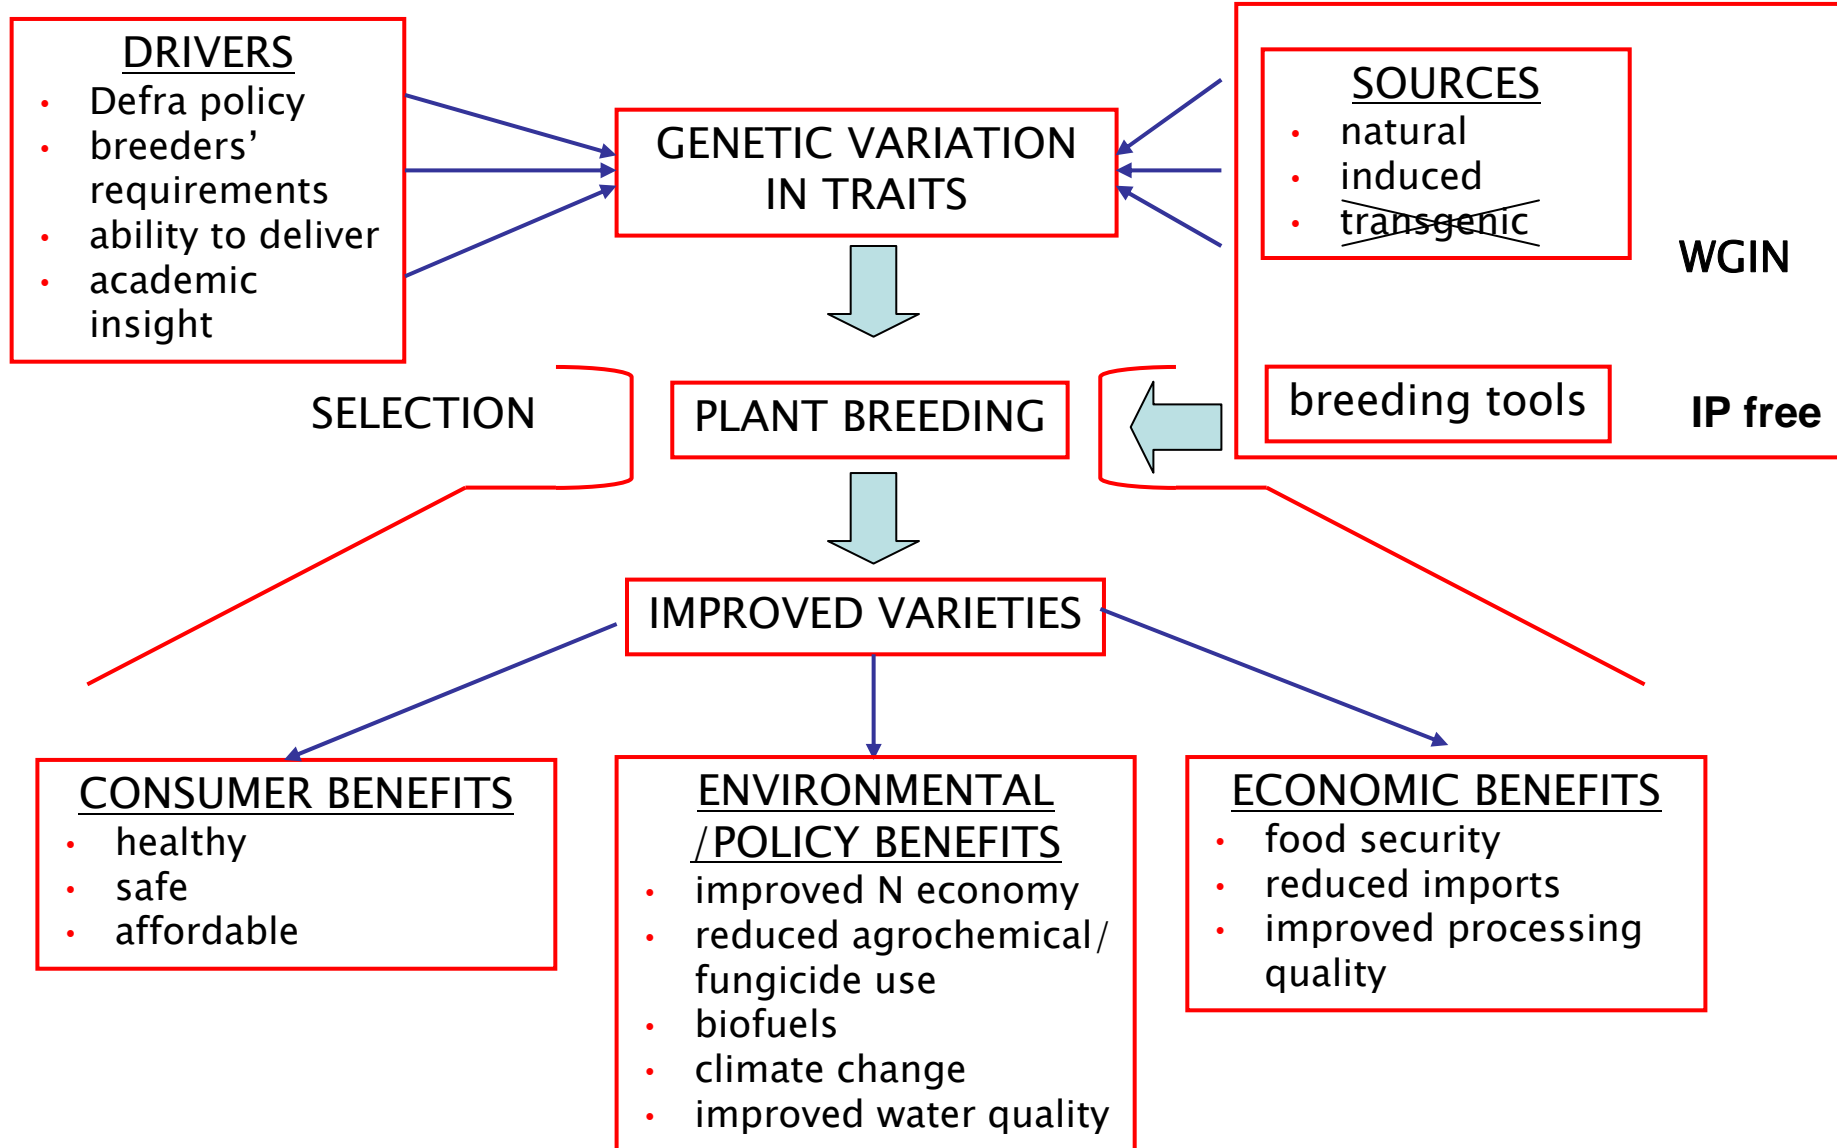 DRIVERS
• Defra policy
• breeders’
requirements
• ability to deliver
• academic
insight
GENETIC VARIATION
IN TRAITS
SOURCES
• natural
• induced
• transgenic
WGIN
SELECTION
PLANT BREEDING
breeding tools
IP free
IMPROVED VARIETIES
CONSUMER BENEFITS
• healthy
• safe
• affordable
ENVIRONMENTAL
/POLICY BENEFITS
• improved N economy
• reduced agrochemical/
fungicide use
• biofuels
• climate change
• improved water quality
ECONOMIC BENEFITS
• food security
• reduced imports
• improved processing
quality